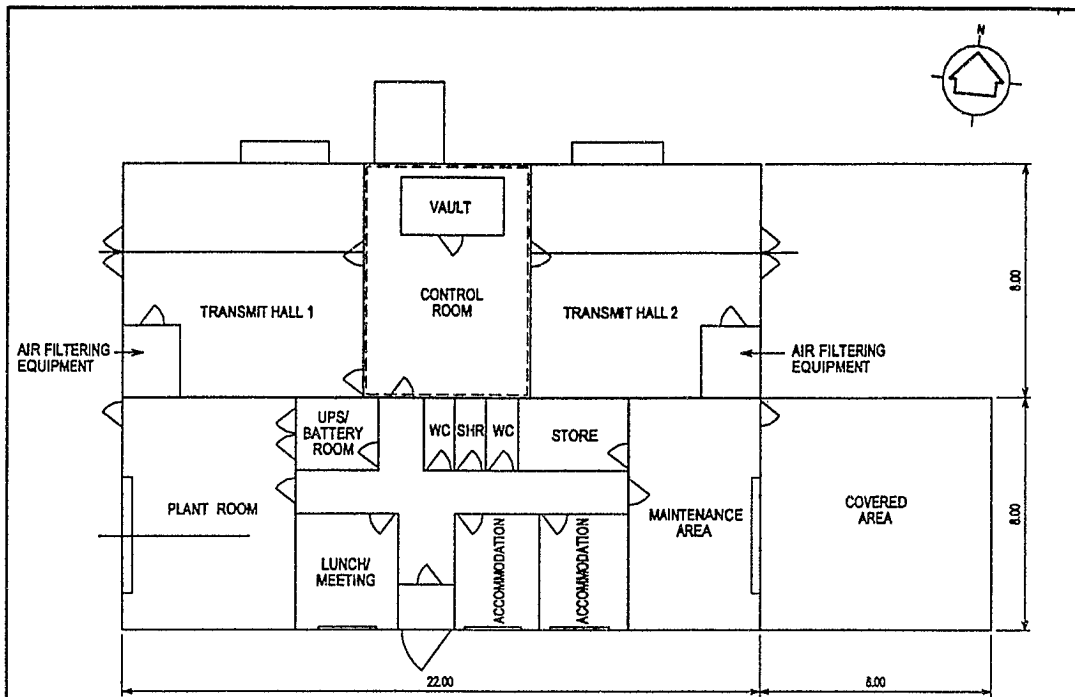 N
VAULT
CONTROL
ROOM
TRANSMIT HALL 1
TRANSMIT HALL 2
8.00
AIR FILTERING
EQUIPMENT
AIR FILTERING
EQUIPMENT
UPS/
BATTERY
ROOM
WC
SHR
WC
STORE
PLANT ROOM
LUNCH/
MEETING
ACCOMMODATION
ACCOMMODATION
MAINTENANCE
AREA
COVERED
AREA
8.00
22.00
8.00